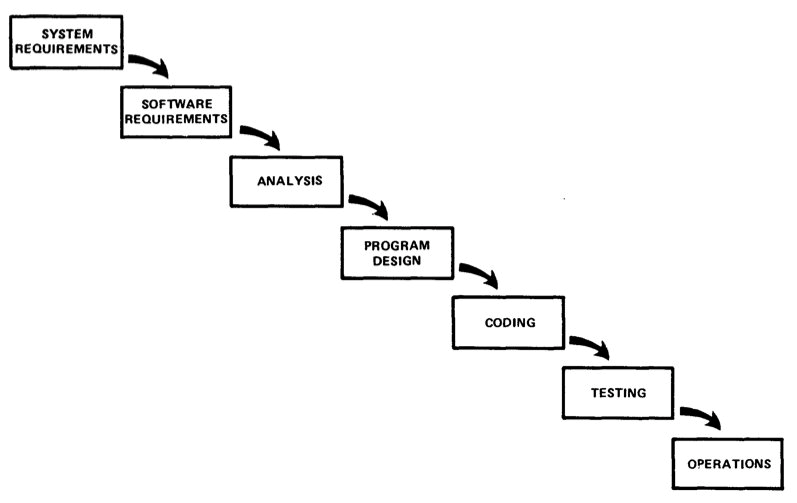 SYSTEM
REQUIREMENTS
SOFTWARE
REQUIREMENTS
ANALYSIS
PROGRAM
DESIGN
CODING
TESTING
OPERATIONS